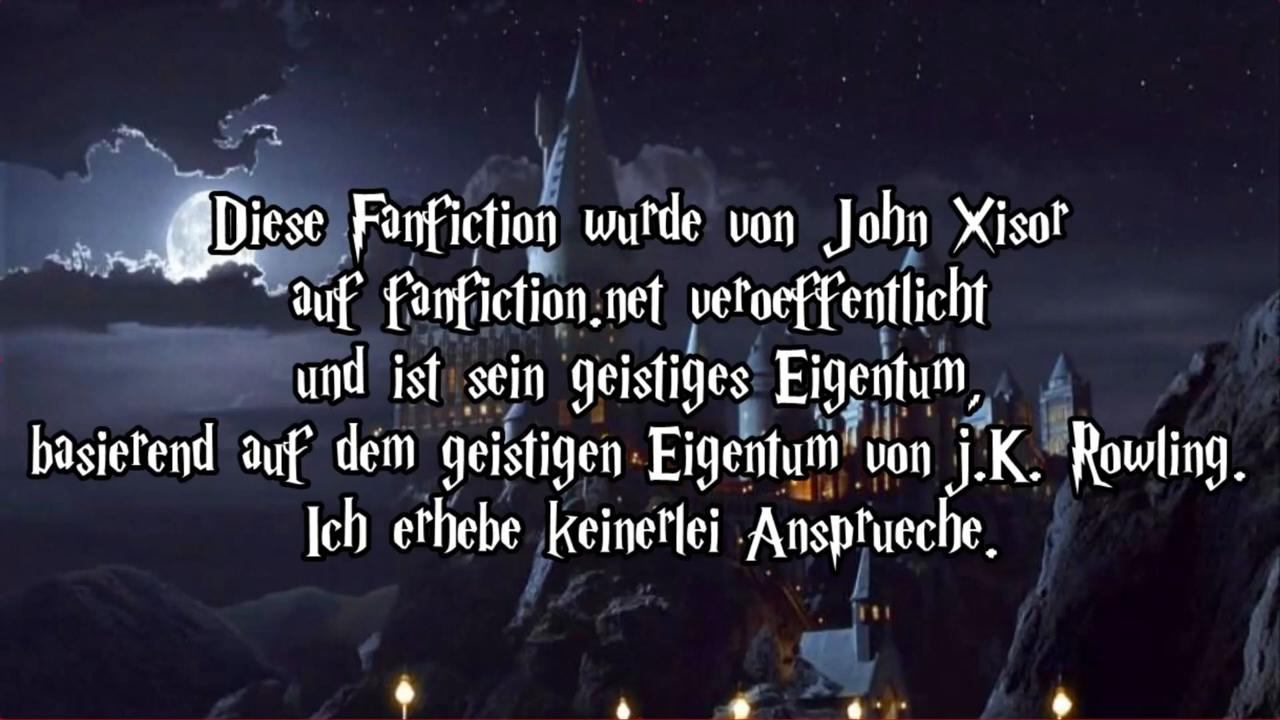 Diese Fanfiction wurde von John Xisor
auf fanfiction.net veroeffentlicht
und ist sein geistiges Eigentum,
basierend auf dem geistigen Eigentum von j.K. Rowling.
Ich erhebe keinerlei Ansprueche.